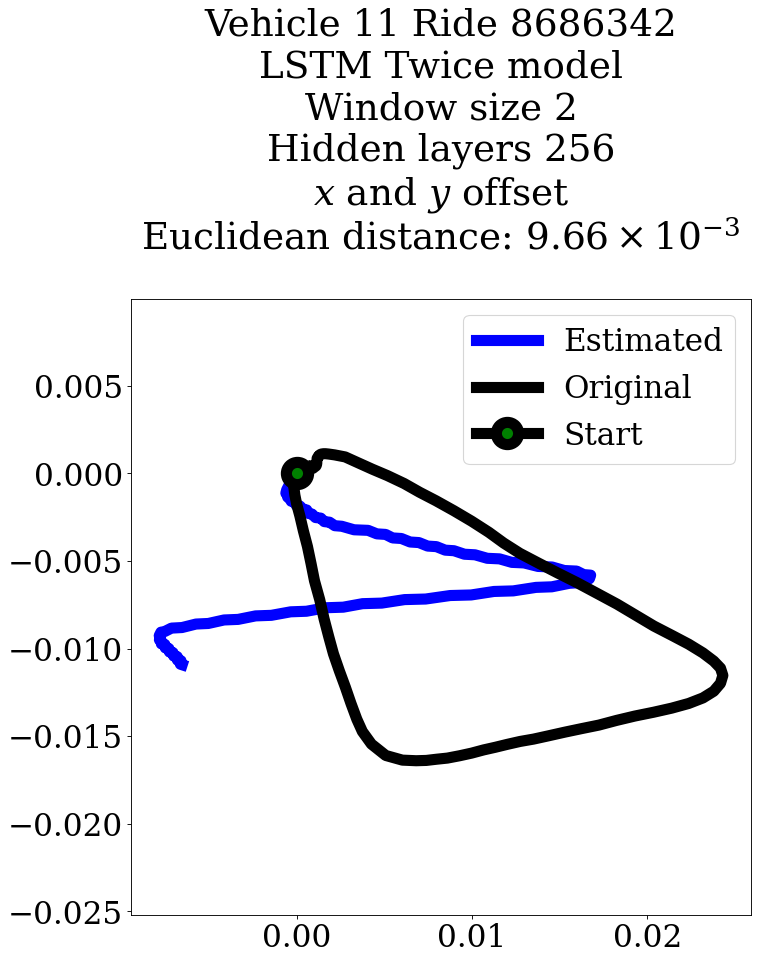 Vehicle 11 Ride 8686342
LSTM Twice model
Window size 2
Hidden layers 256
x and y offset
Euclidean distance: 9.66 × 10⁻³
Estimated
Original
Start
0.005
0.000
−0.005
−0.010
−0.015
−0.020
−0.025
0.00 0.01 0.02